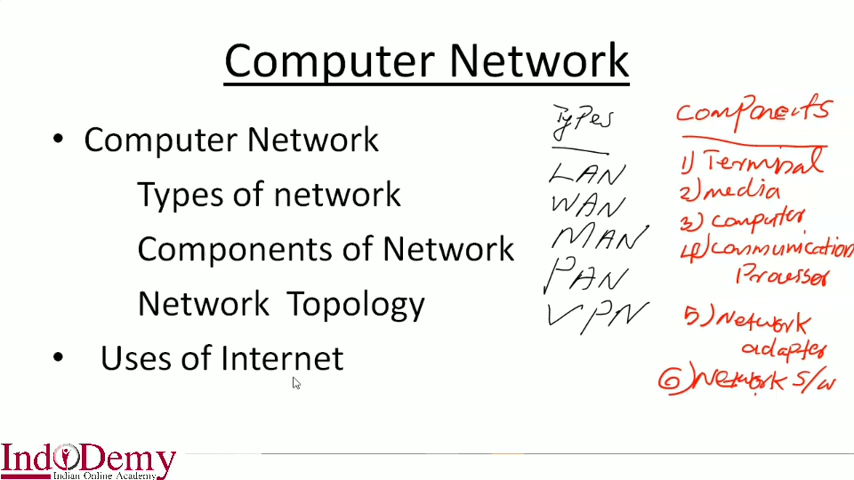 Computer Network
• Computer Network
Types of network
Components of Network
Network Topology
• Uses of Internet
Types
LAN
WAN
MAN
PAN
VPN
Components
1) Terminal
2) media
3) computer
4) communication
Processor
5) Network
adapter
6) Network S/w
IndoDemy
Indian Online Academy